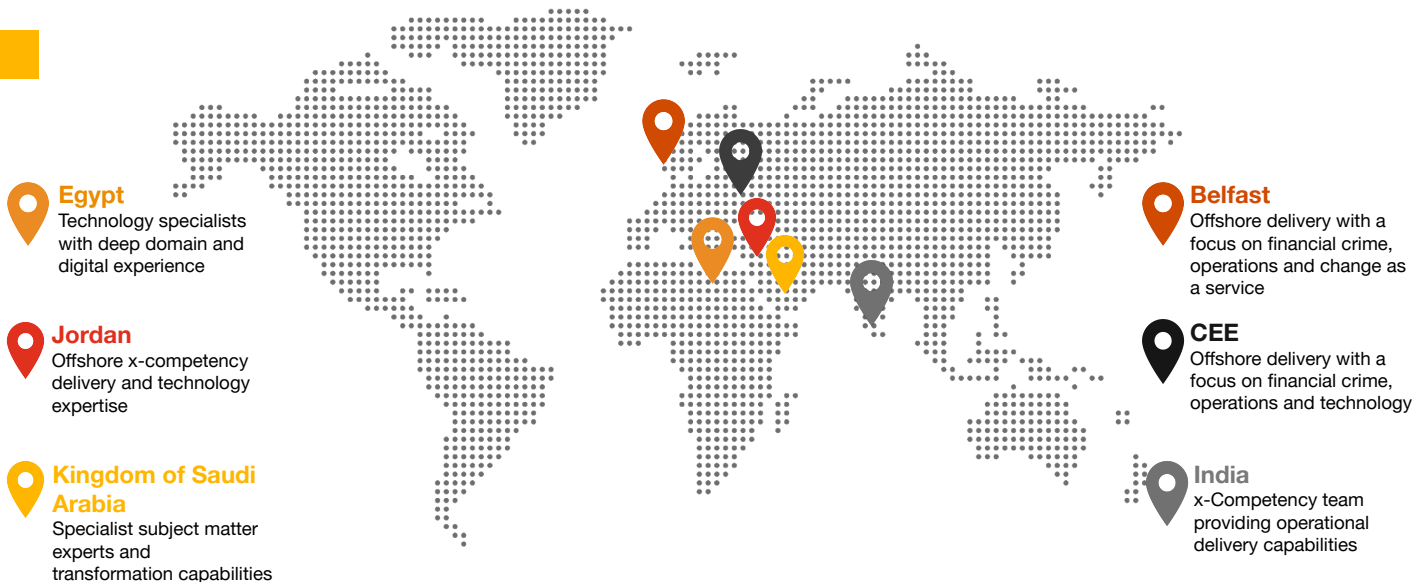 Egypt
Technology specialists
with deep domain and
digital experience
Jordan
Offshore x-competency
delivery and technology
expertise
Kingdom of Saudi
Arabia
Specialist subject matter
experts and
transformation capabilities
Belfast
Offshore delivery with a
focus on financial crime,
operations and change as
a service
CEE
Offshore delivery with a
focus on financial crime,
operations and technology
India
x-Competency team
providing operational
delivery capabilities